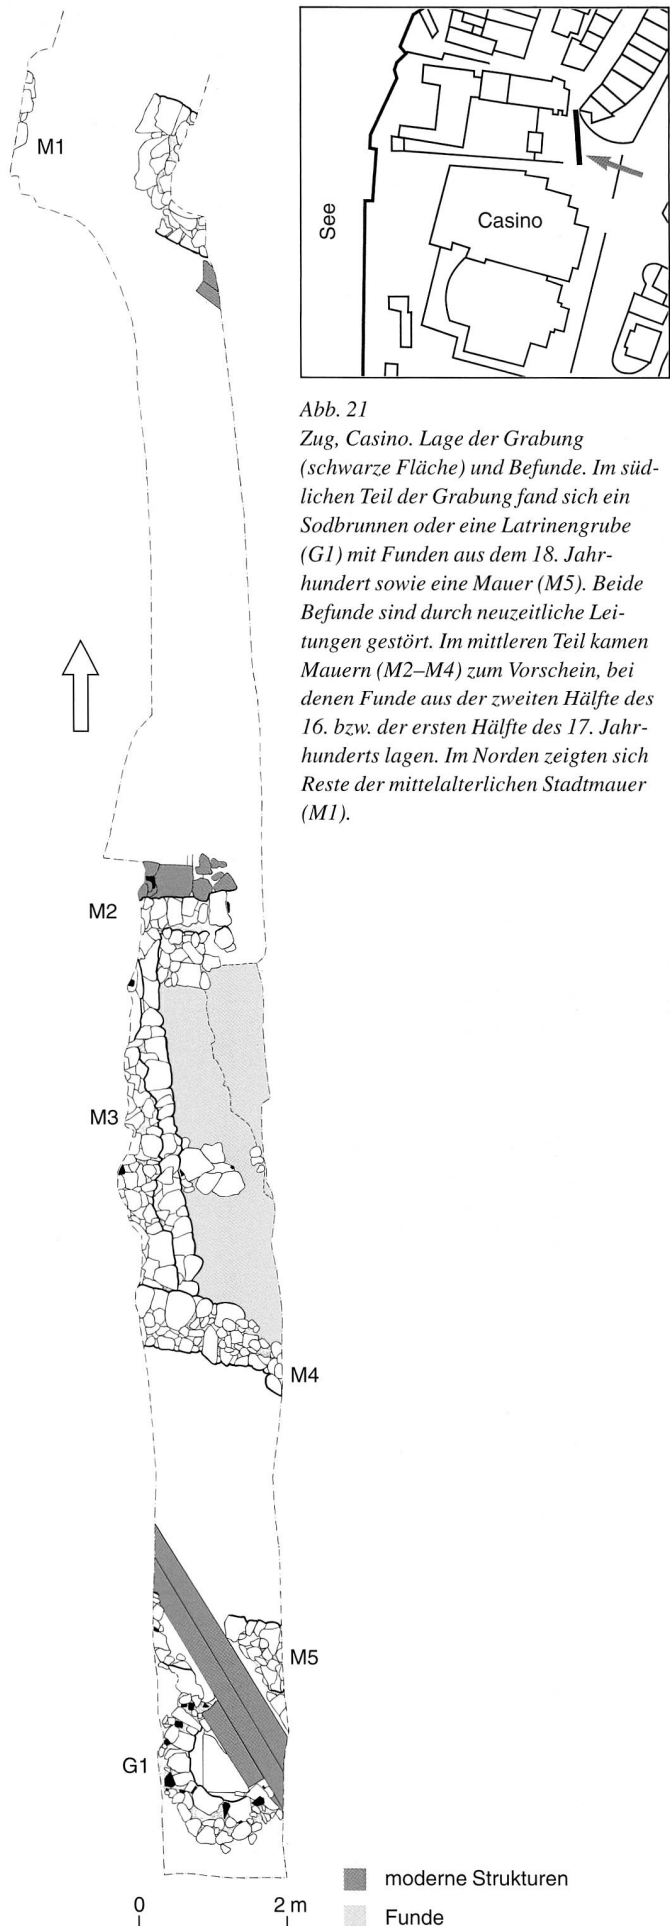 M1
See
Casino
Abb. 21
Zug, Casino. Lage der Grabung
(schwarze Fläche) und Befunde. Im süd-
lichen Teil der Grabung fand sich ein
Sodbrunnen oder eine Latrinengrube
(G1) mit Funden aus dem 18. Jahr-
hundert sowie eine Mauer (M5). Beide
Befunde sind durch neuzeitliche Lei-
tungen gestört. Im mittleren Teil kamen
Mauern (M2–M4) zum Vorschein, bei
denen Funde aus der zweiten Hälfte des
16. bzw. der ersten Hälfte des 17. Jahr-
hunderts lagen. Im Norden zeigten sich
Reste der mittelalterlichen Stadtmauer
(M1).
M2
M3
M4
M5
G1
moderne Strukturen
Funde
0
2 m